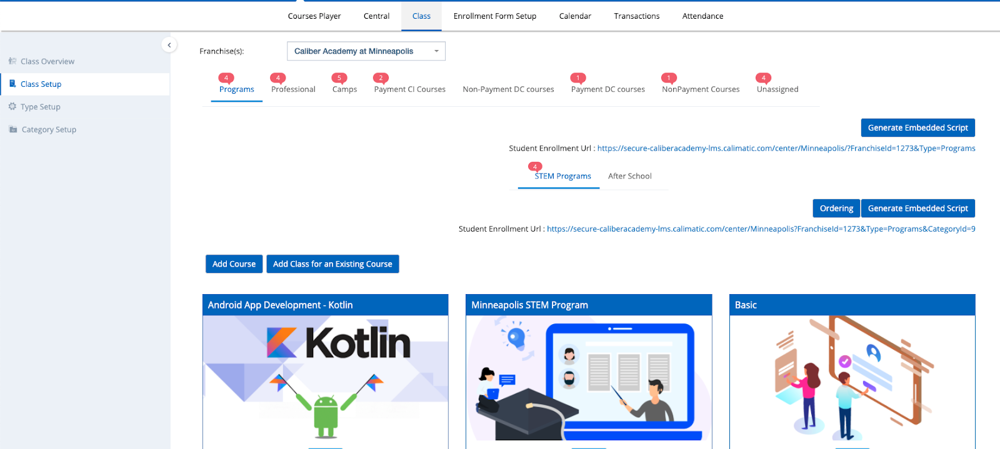 Courses Player Central Class Enrollment Form Setup Calendar Transactions Attendance
Class Overview
Class Setup
Type Setup
Category Setup
Franchise(s): Caliber Academy at Minneapolis
4 4 5 2 1 1 4
Programs Professional Camps Payment CI Courses Non-Payment DC courses Payment DC courses NonPayment Courses Unassigned
Generate Embedded Script
Student Enrollment Url : https://secure-caliberacademy-lms.calimatic.com/center/Minneapolis/?FranchiseId=1273&Type=Programs
4
STEM Programs After School
Ordering Generate Embedded Script
Student Enrollment Url : https://secure-caliberacademy-lms.calimatic.com/center/Minneapolis?FranchiseId=1273&Type=Programs&CategoryId=9
Add Course Add Class for an Existing Course
Android App Development - Kotlin Minneapolis STEM Program Basic
Kotlin